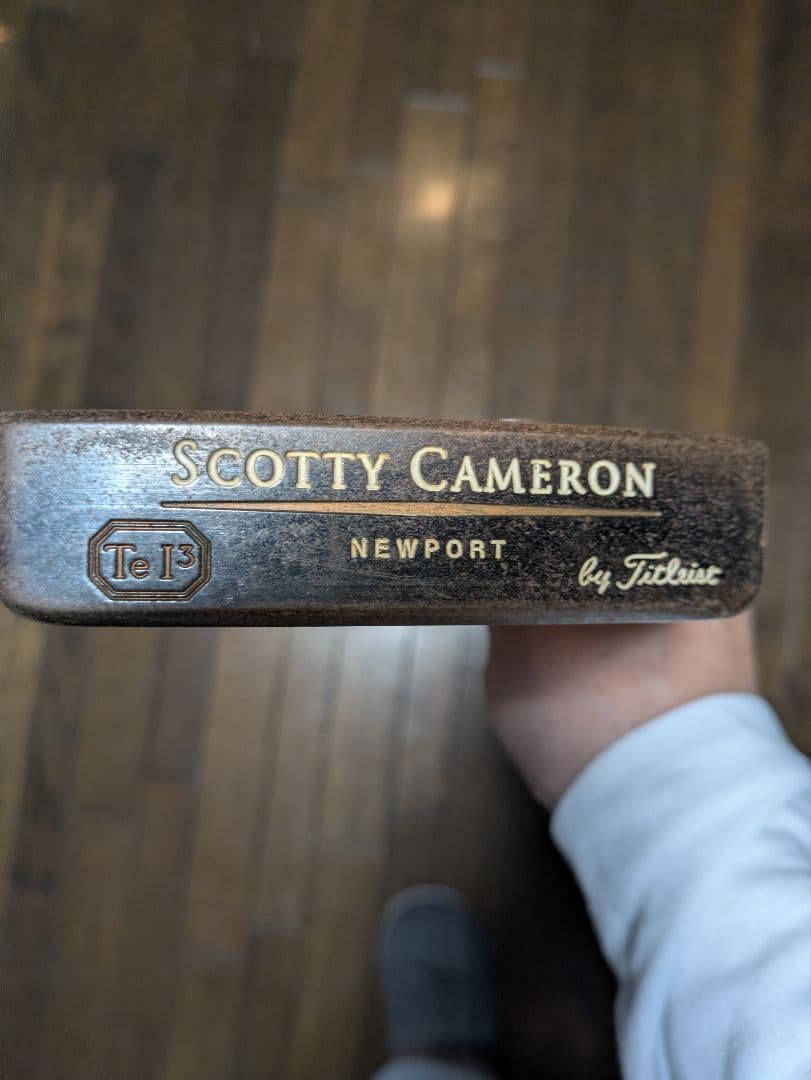 SCOTTY CAMERON
NEWPORT
Te I³
by Titleist